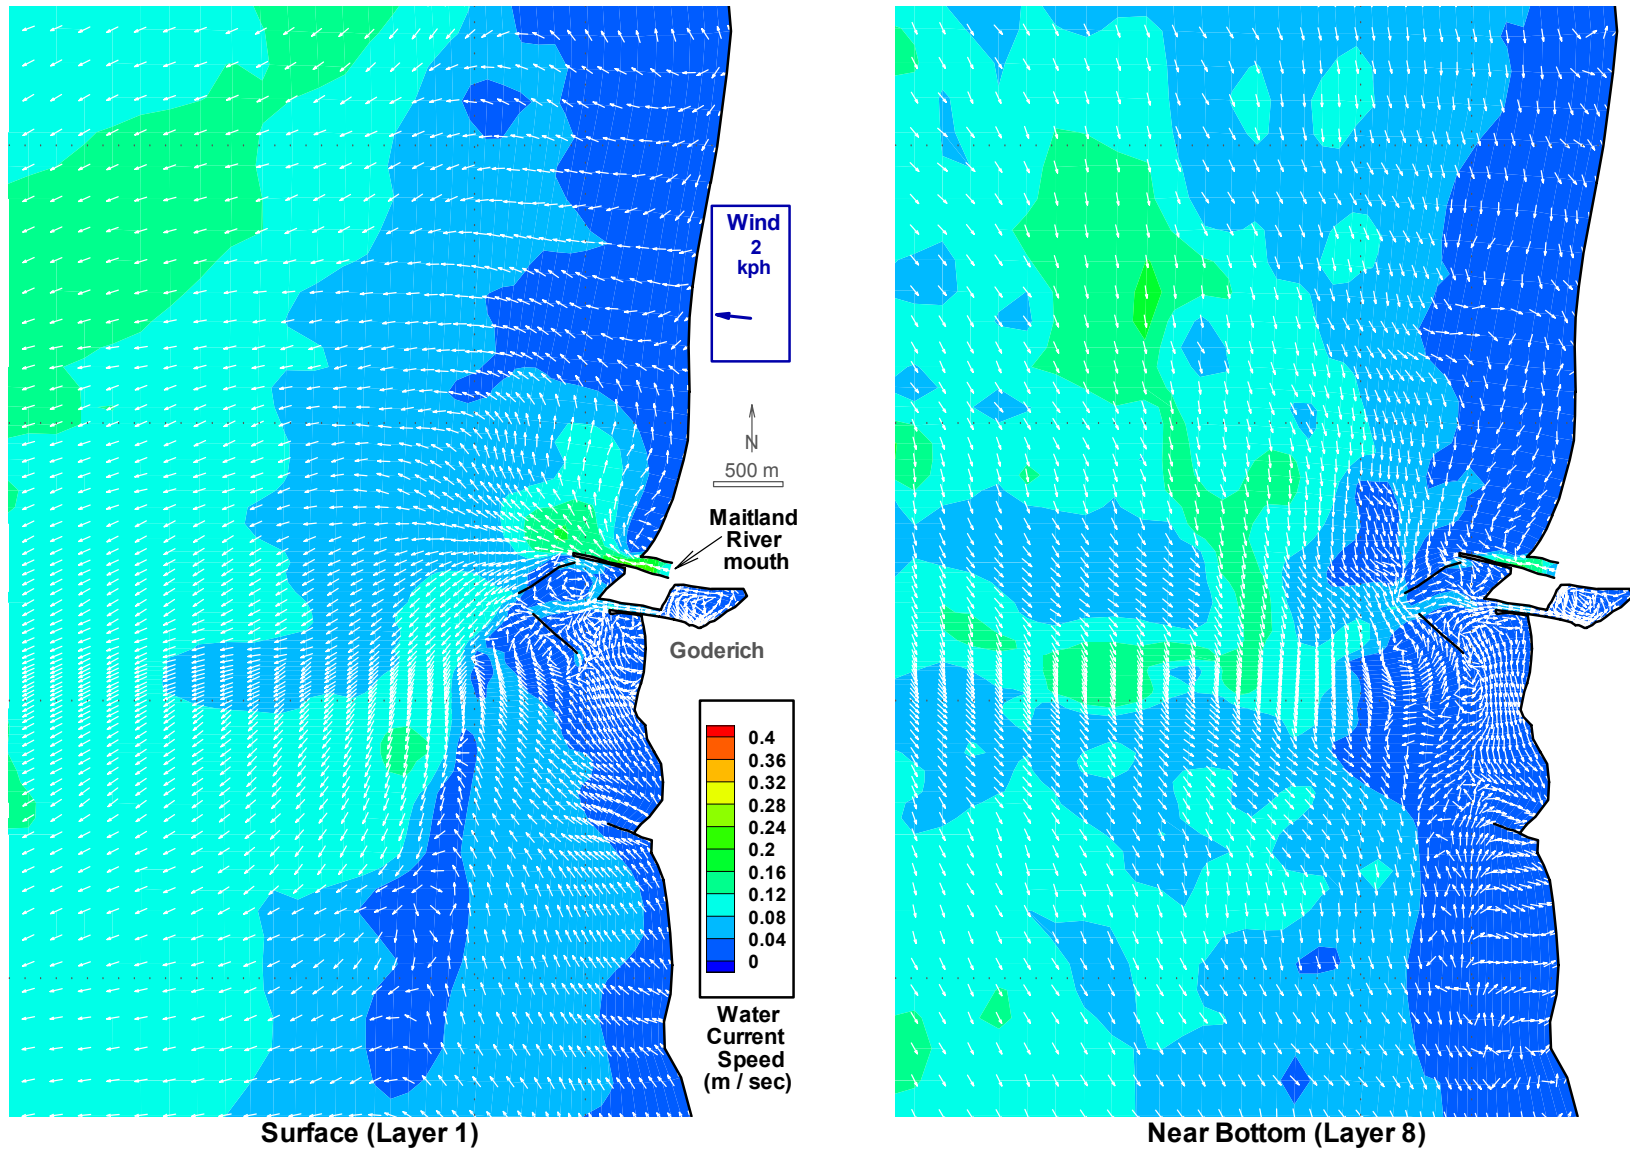 Wind
2
kph
N
500 m
Maitland
River
mouth
Goderich
0.4
0.36
0.32
0.28
0.24
0.2
0.16
0.12
0.08
0.04
0
Water
Current
Speed
(m / sec)
Surface (Layer 1)
Near Bottom (Layer 8)